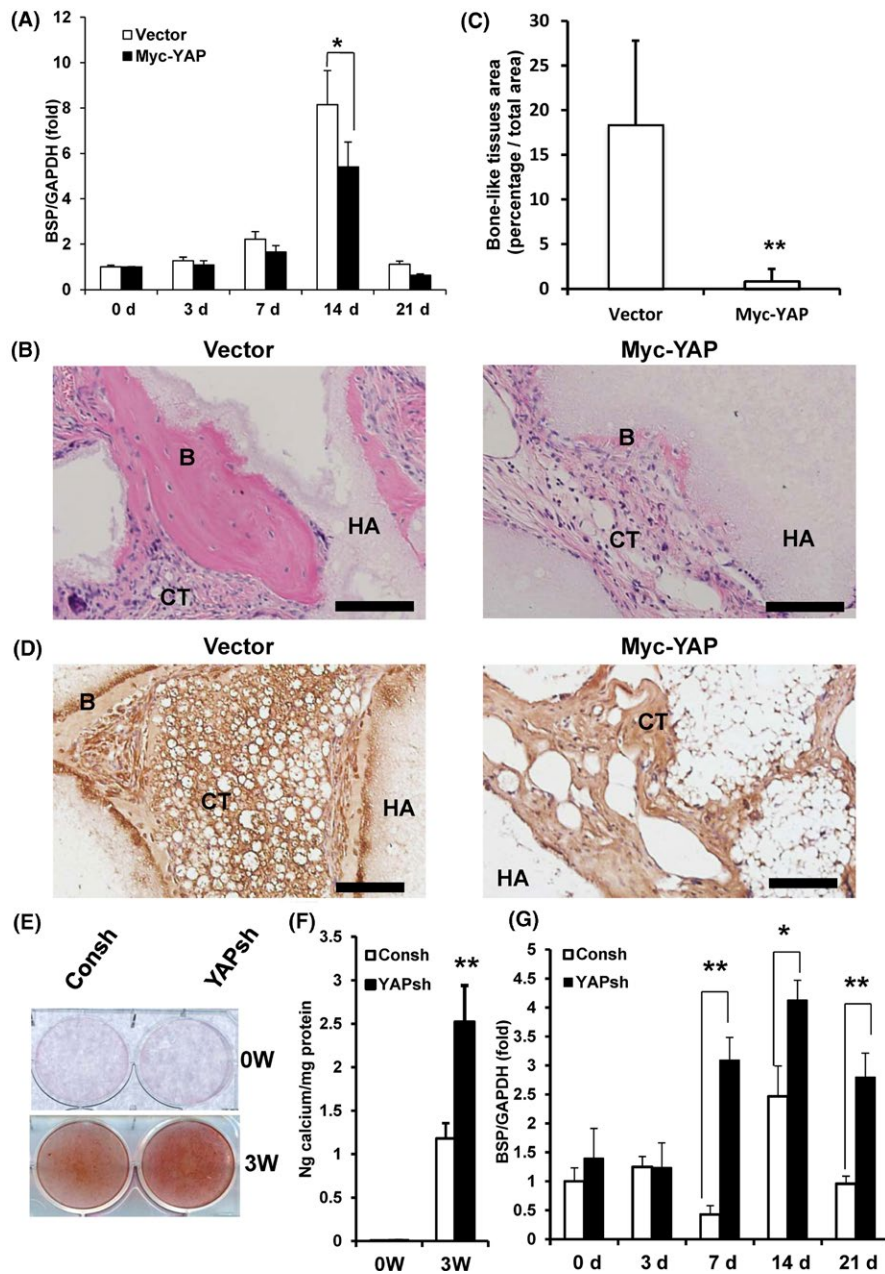 (A)
BSP/GAPDH (fold)
12
10
8
6
4
2
0
Vector
Myc-YAP
*
0 d 3 d 7 d 14 d 21 d
(C)
Bone-like tissues area
(percentage / total area)
30
25
20
15
10
5
0
**
Vector Myc-YAP
(B)
Vector
B
HA
CT
Myc-YAP
B
HA
CT
(D)
Vector
B
CT
HA
Myc-YAP
CT
HA
(E)
Consh YAPsh
0W
3W
(F)
Ng calcium/mg protein
3.5
3
2.5
2
1.5
1
0.5
0
Consh
YAPsh
**
0W 3W
(G)
BSP/GAPDH (fold)
5
4.5
4
3.5
3
2.5
2
1.5
1
0.5
0
Consh
YAPsh
**
*
**
0 d 3 d 7 d 14 d 21 d